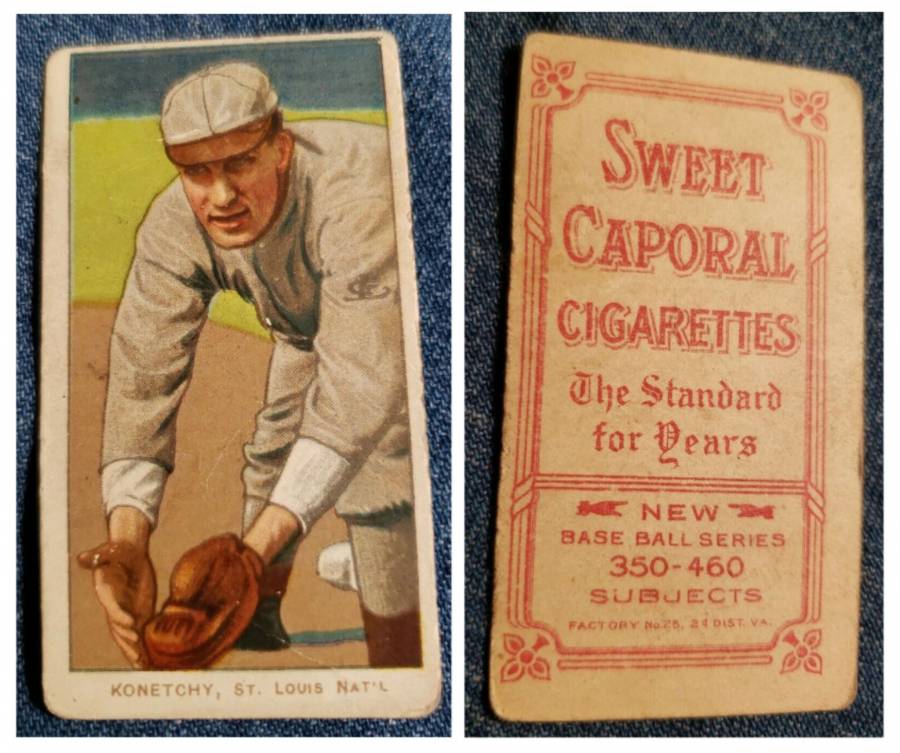 KONETCHY, ST. LOUIS NAT'L
SWEET
CAPORAL
CIGARETTES
The Standard
for Years
NEW
BASE BALL SERIES
350-460
SUBJECTS
FACTORY No. 25, 2d DIST. VA.